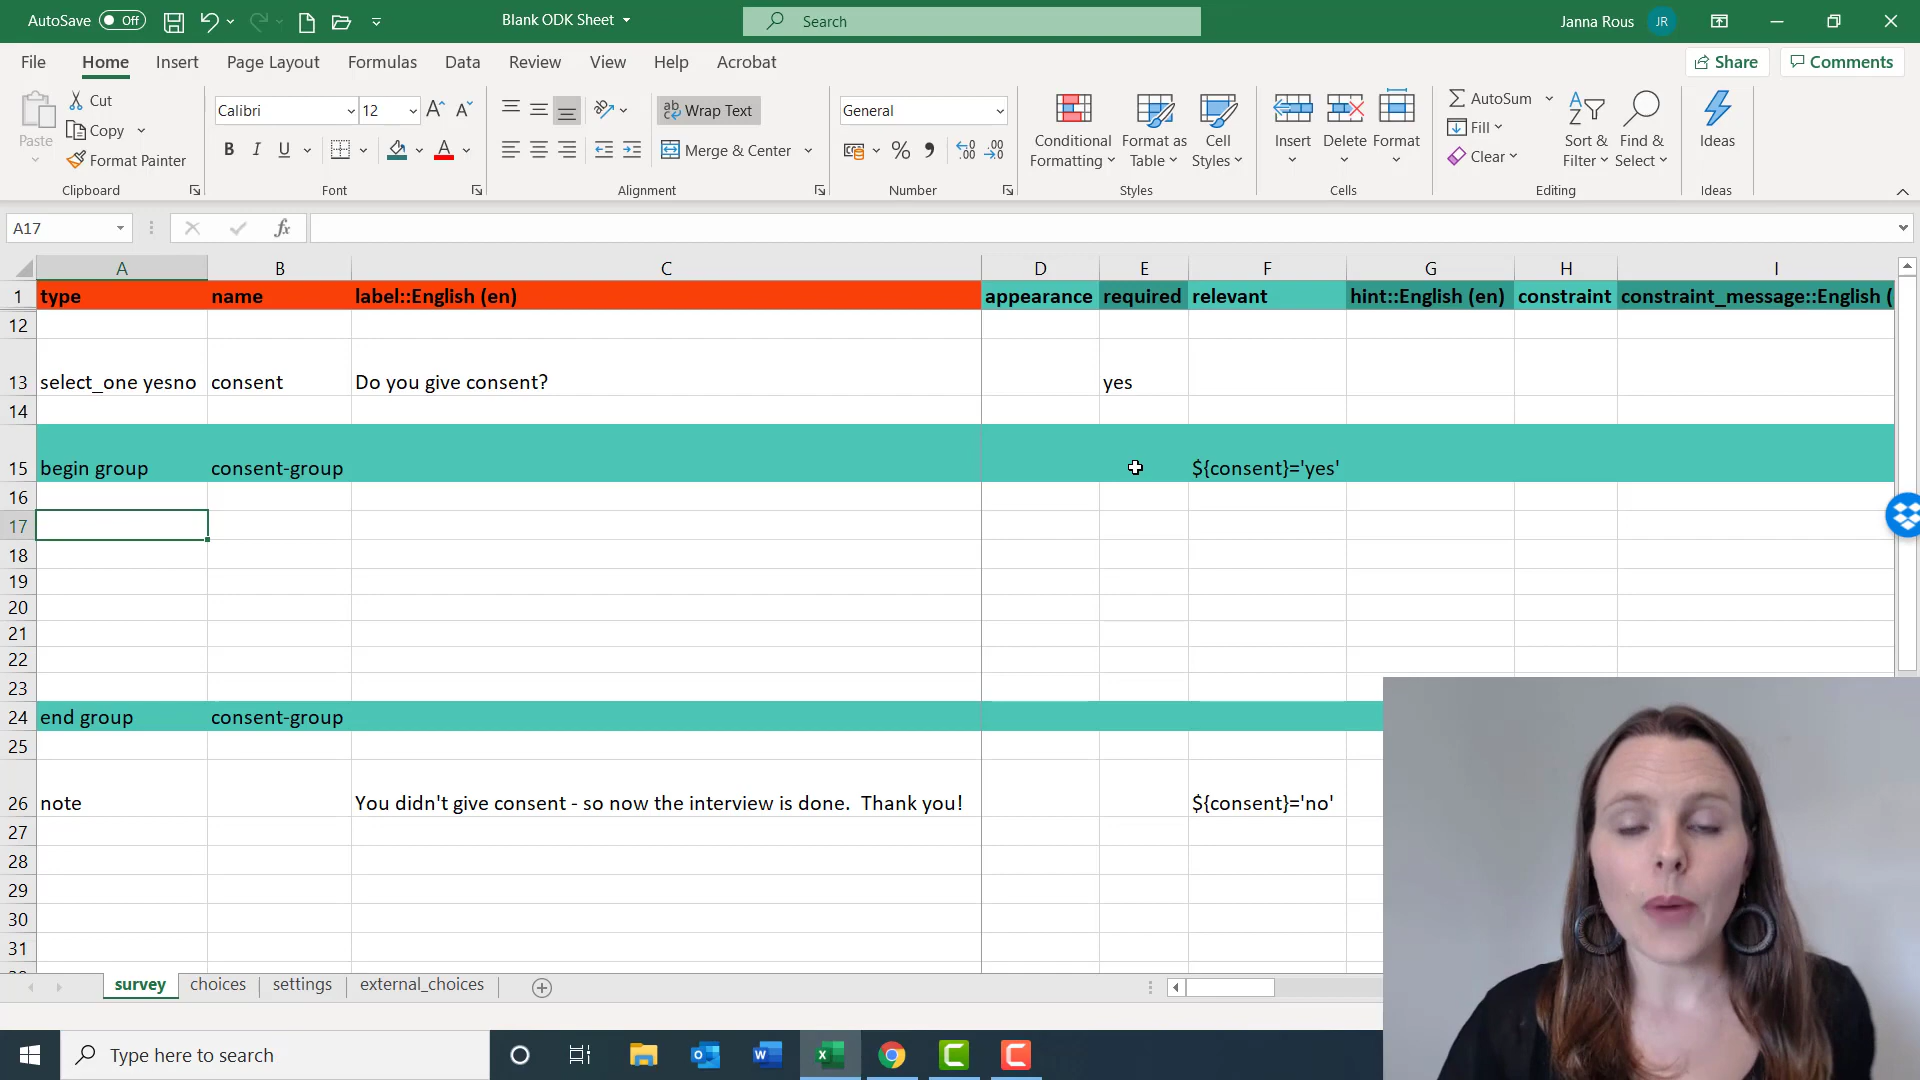 AutoSave Off
Blank ODK Sheet
Search
Janna Rous JR
File Home Insert Page Layout Formulas Data Review View Help Acrobat
Share Comments
Paste
Cut
Copy
Format Painter
Clipboard
Calibri 12
B I U
Font
Wrap Text
Merge & Center
Alignment
General
Number
Conditional Formatting
Format as Table
Cell Styles
Styles
Insert
Delete
Format
Cells
AutoSum
Fill
Clear
Sort & Filter
Find & Select
Editing
Ideas
Ideas
A17 fx
A B C D E F G H I
1 type name label::English (en) appearance required relevant hint::English (en) constraint constraint_message::English (
12
13 select_one yesno consent Do you give consent? yes
14
15 begin group consent-group ${consent}='yes'
16
17
18
19
20
21
22
23
24 end group consent-group
25
26 note You didn't give consent - so now the interview is done.  Thank you! ${consent}='no'
27
28
29
30
31
survey choices settings external_choices
Type here to search